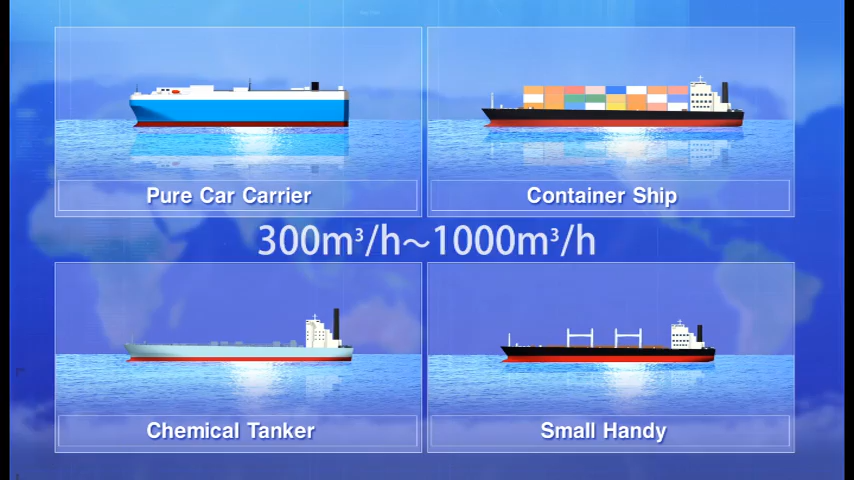 Pure Car Carrier
Container Ship
300m³/h～1000m³/h
Chemical Tanker
Small Handy